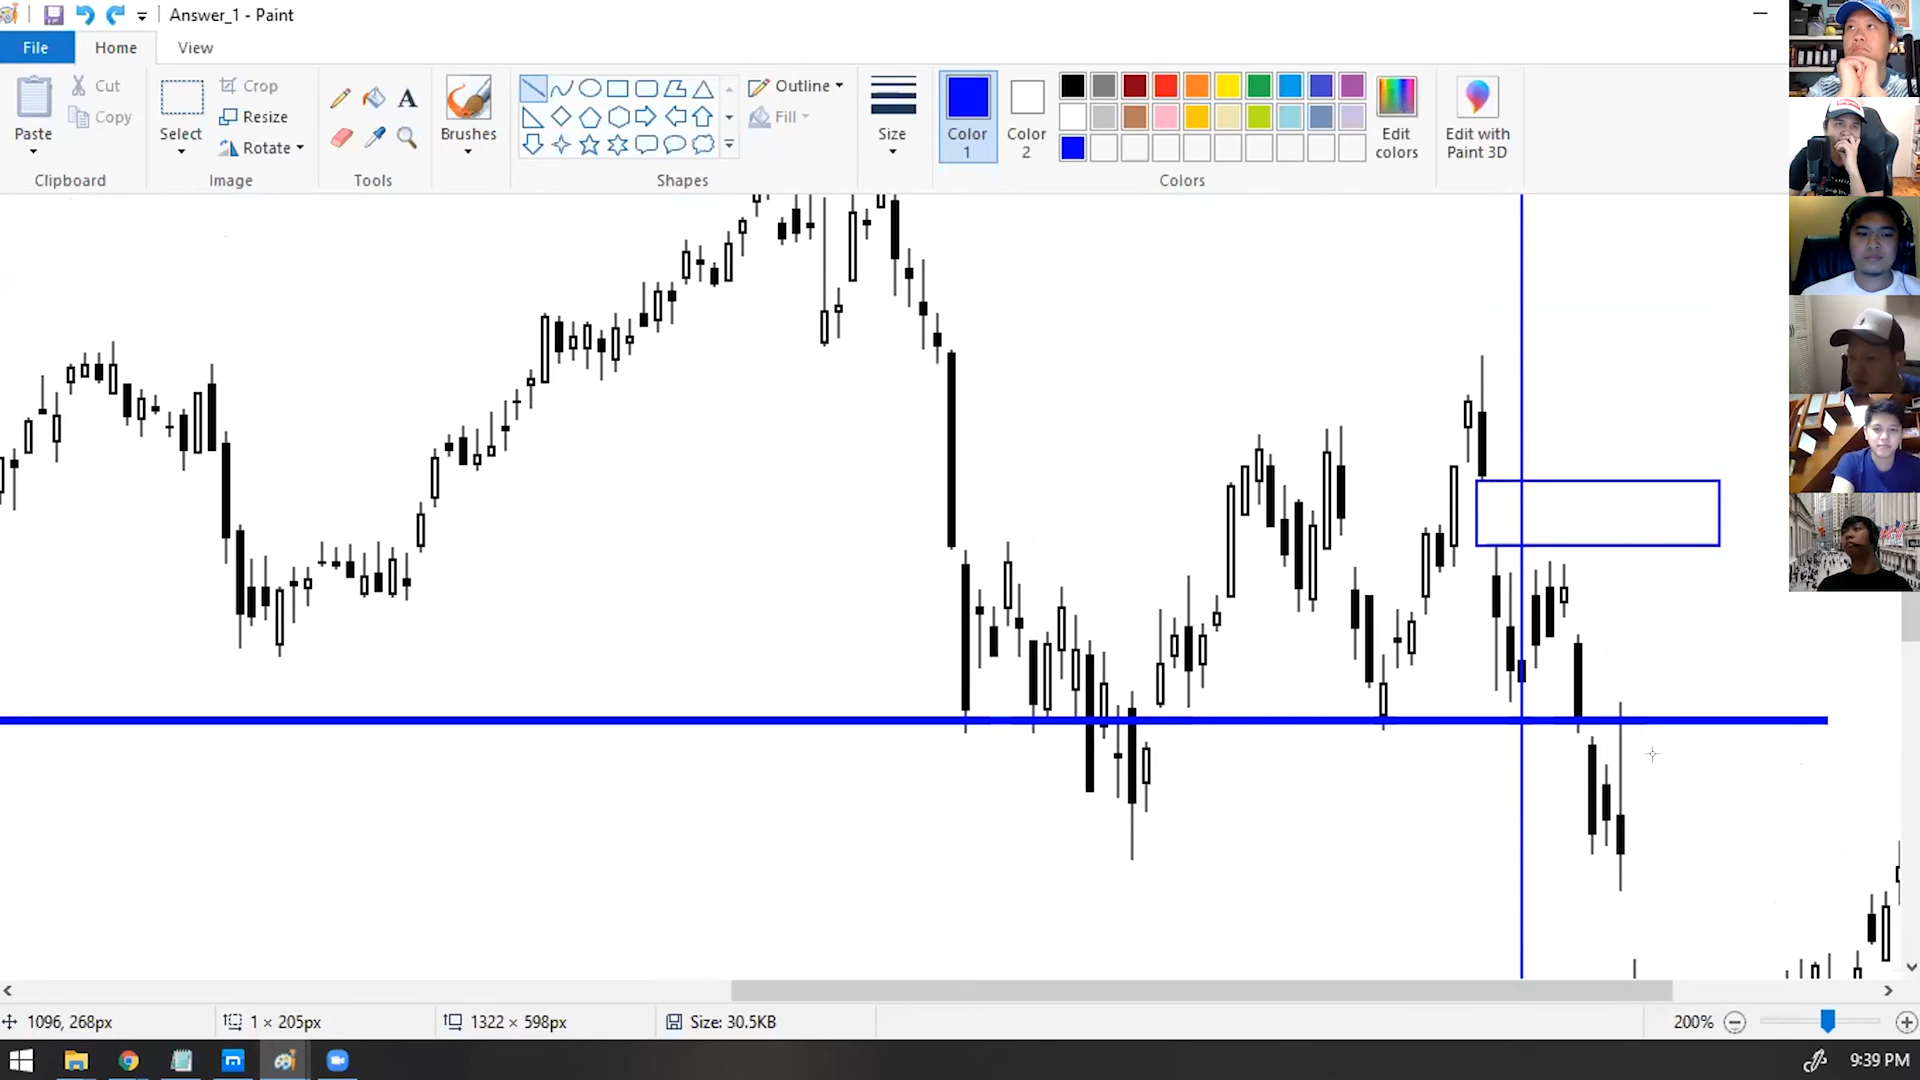 Answer_1 - Paint
File Home View
Paste
Cut
Copy
Clipboard
Select
Crop
Resize
Rotate
Image
A
Tools
Brushes
Shapes
Outline
Fill
Size
Color 1
Color 2
Colors
Edit colors
Edit with Paint 3D
1096, 268px
1 × 205px
1322 × 598px
Size: 30.5KB
200%
9:39 PM